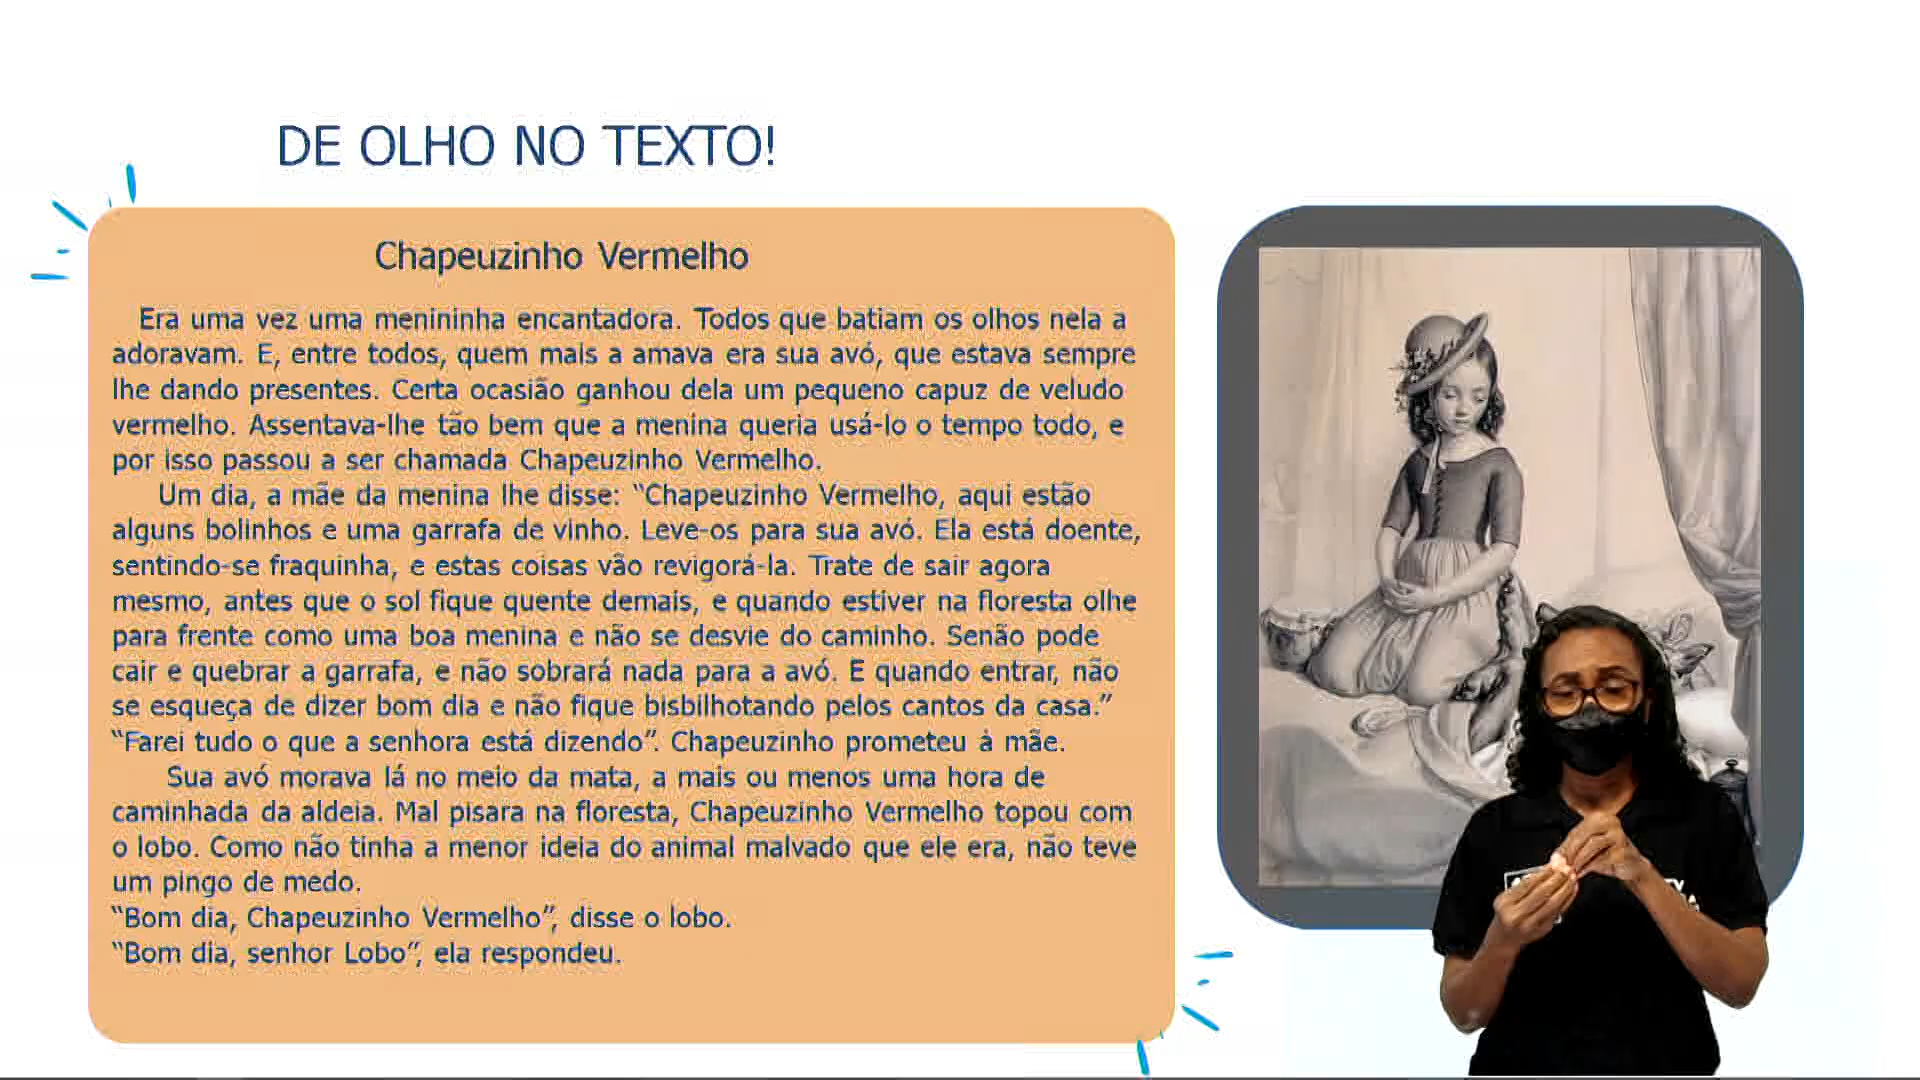 DE OLHO NO TEXTO!
Chapeuzinho Vermelho
Era uma vez uma menininha encantadora. Todos que batiam os olhos nela a
adoravam. E, entre todos, quem mais a amava era sua avó, que estava sempre
lhe dando presentes. Certa ocasião ganhou dela um pequeno capuz de veludo
vermelho. Assentava-lhe tão bem que a menina queria usá-lo o tempo todo, e
por isso passou a ser chamada Chapeuzinho Vermelho.
Um dia, a mãe da menina lhe disse: “Chapeuzinho Vermelho, aqui estão
alguns bolinhos e uma garrafa de vinho. Leve-os para sua avó. Ela está doente,
sentindo-se fraquinha, e estas coisas vão revigorá-la. Trate de sair agora
mesmo, antes que o sol fique quente demais, e quando estiver na floresta olhe
para frente como uma boa menina e não se desvie do caminho. Senão pode
cair e quebrar a garrafa, e não sobrará nada para a avó. E quando entrar, não
se esqueça de dizer bom dia e não fique bisbilhotando pelos cantos da casa.”
“Farei tudo o que a senhora está dizendo”. Chapeuzinho prometeu à mãe.
Sua avó morava lá no meio da mata, a mais ou menos uma hora de
caminhada da aldeia. Mal pisara na floresta, Chapeuzinho Vermelho topou com
o lobo. Como não tinha a menor ideia do animal malvado que ele era, não teve
um pingo de medo.
“Bom dia, Chapeuzinho Vermelho”, disse o lobo.
“Bom dia, senhor Lobo”, ela respondeu.